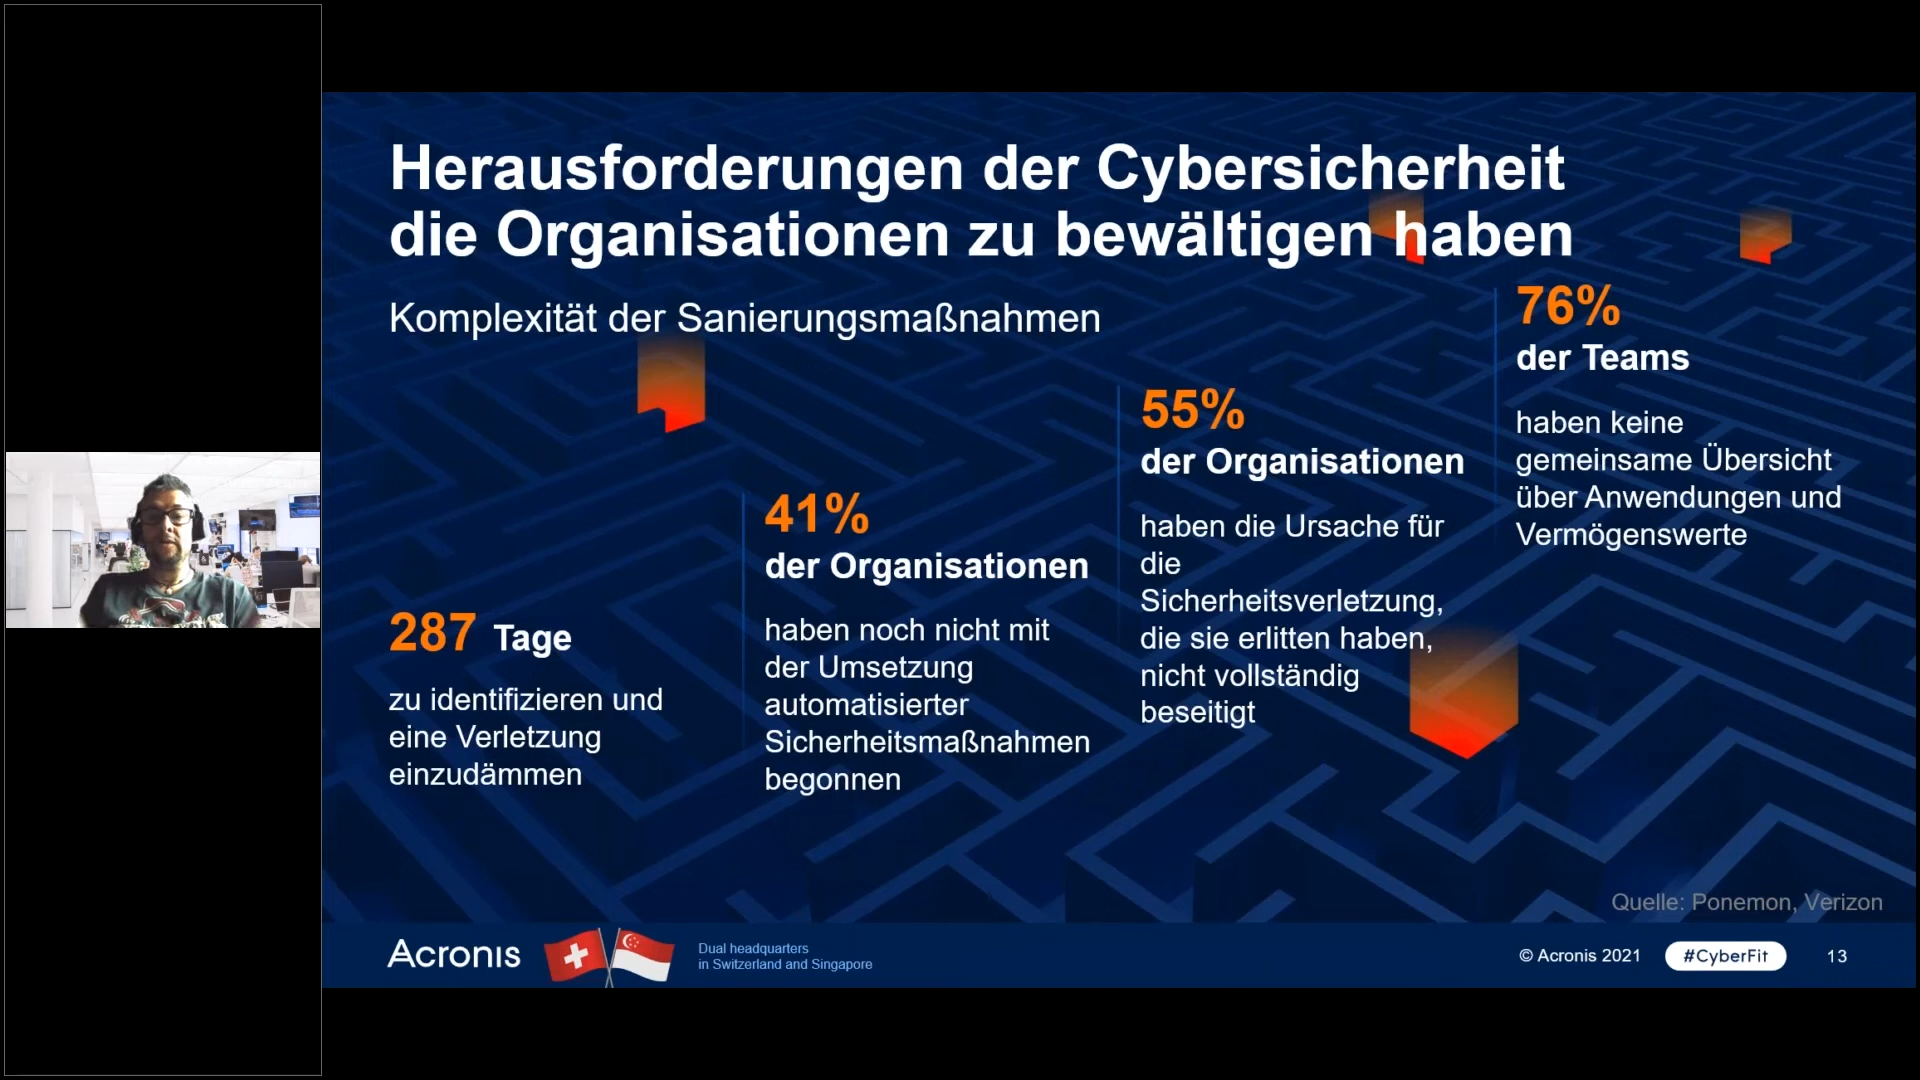 Herausforderungen der Cybersicherheit
die Organisationen zu bewältigen haben
Komplexität der Sanierungsmaßnahmen
287 Tage
zu identifizieren und
eine Verletzung
einzudämmen
41%
der Organisationen
haben noch nicht mit
der Umsetzung
automatisierter
Sicherheitsmaßnahmen
begonnen
55%
der Organisationen
haben die Ursache für
die
Sicherheitsverletzung,
die sie erlitten haben,
nicht vollständig
beseitigt
76%
der Teams
haben keine
gemeinsame Übersicht
über Anwendungen und
Vermögenswerte
Quelle: Ponemon, Verizon
Acronis
Dual headquarters
in Switzerland and Singapore
© Acronis 2021
#CyberFit
13